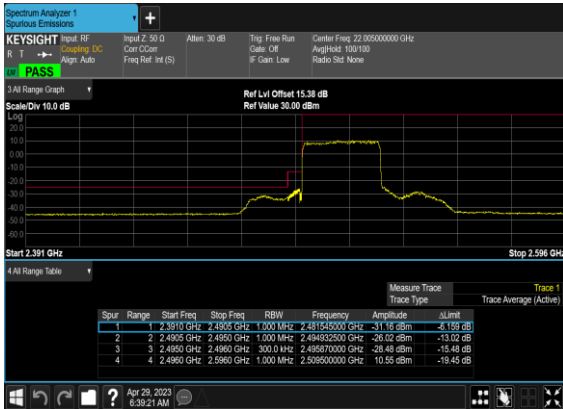 Spectrum Analyzer 1
Spurious Emissions
+
KEYSIGHT Input: RF Input Z: 50 Ω Atten: 30 dB Trig: Free Run Center Freq: 22.005000000 GHz
R T Coupling: DC Corr CCorr Gate: Off Avg|Hold: 100/100
Align: Auto Freq Ref: Int (S) IF Gain: Low Radio Std: None
PASS
3 All Range Graph
Ref Lvl Offset 15.38 dB
Scale/Div 10.0 dB Ref Value 30.00 dBm
Log
20.0
10.0
0.00
-10.0
-20.0
-30.0
-40.0
-50.0
-60.0
Start 2.391 GHz Stop 2.596 GHz
4 All Range Table
Measure Trace Trace 1
Trace Type Trace Average (Active)
Spur Range Start Freq Stop Freq RBW Frequency Amplitude ΔLimit
1 1 2.3910 GHz 2.4905 GHz 1.000 MHz 2.481545000 GHz -31.16 dBm -6.159 dB
2 2 2.4905 GHz 2.4950 GHz 1.000 MHz 2.494932500 GHz -26.02 dBm -13.02 dB
3 3 2.4950 GHz 2.4960 GHz 300.0 kHz 2.495870000 GHz -28.48 dBm -15.48 dB
4 4 2.4960 GHz 2.5960 GHz 1.000 MHz 2.509500000 GHz 10.55 dBm -19.45 dB
? Apr 29, 2023
6:39:21 AM